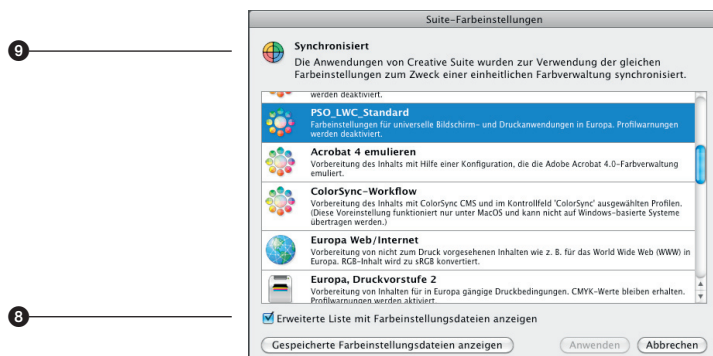 Suite-Farbeinstellungen
9
Synchronisiert
Die Anwendungen von Creative Suite wurden zur Verwendung der gleichen
Farbeinstellungen zum Zweck einer einheitlichen Farbverwaltung synchronisiert.
werden deaktiviert.
PSO_LWC_Standard
Farbeinstellungen für universelle Bildschirm- und Druckanwendungen in Europa. Profilwarnungen
werden deaktiviert.
Acrobat 4 emulieren
Vorbereitung des Inhalts mit Hilfe einer Konfiguration, die die Adobe Acrobat 4.0-Farbverwaltung
emuliert.
ColorSync-Workflow
Vorbereitung des Inhalts mit ColorSync CMS und im Kontrollfeld 'ColorSync' ausgewählten Profilen.
(Diese Voreinstellung funktioniert nur unter MacOS und kann nicht auf Windows-basierte Systeme
übertragen werden.)
Europa Web/Internet
Vorbereitung von nicht zum Druck vorgesehenen Inhalten wie z. B. für das World Wide Web (WWW) in
Europa. RGB-Inhalt wird zu sRGB konvertiert.
Europa, Druckvorstufe 2
Vorbereitung von Inhalten für in Europa gängige Druckbedingungen. CMYK-Werte bleiben erhalten.
Profilwarnungen werden aktiviert.
8
Erweiterte Liste mit Farbeinstellungsdateien anzeigen
Gespeicherte Farbeinstellungsdateien anzeigen
Anwenden
Abbrechen